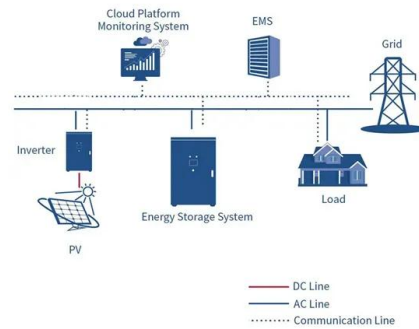 Cloud Platform
Monitoring System
EMS
Grid
Inverter
Energy Storage System
Load
PV
DC Line
AC Line
Communication Line